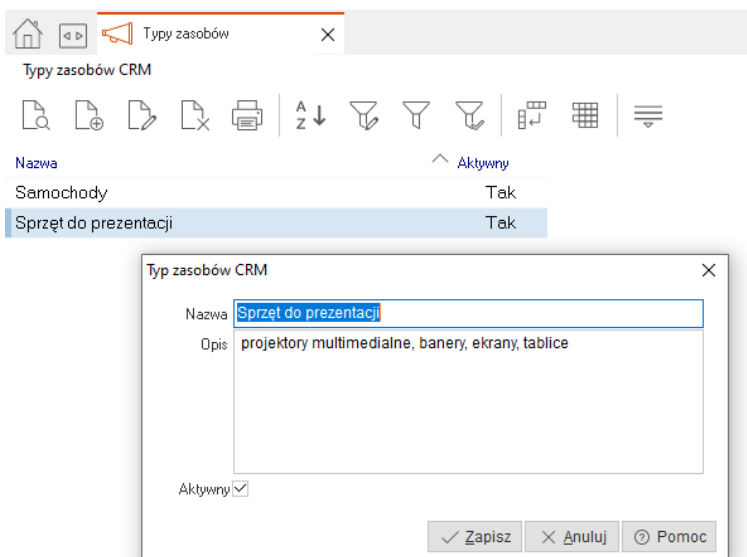 Typy zasobów
Typy zasobów CRM
A
Z
Nazwa Aktywny
Samochody Tak
Sprzęt do prezentacji Tak
Typ zasobów CRM
Nazwa Sprzęt do prezentacji
Opis projektory multimedialne, banery, ekrany, tablice
Aktywny
Zapisz Anuluj Pomoc